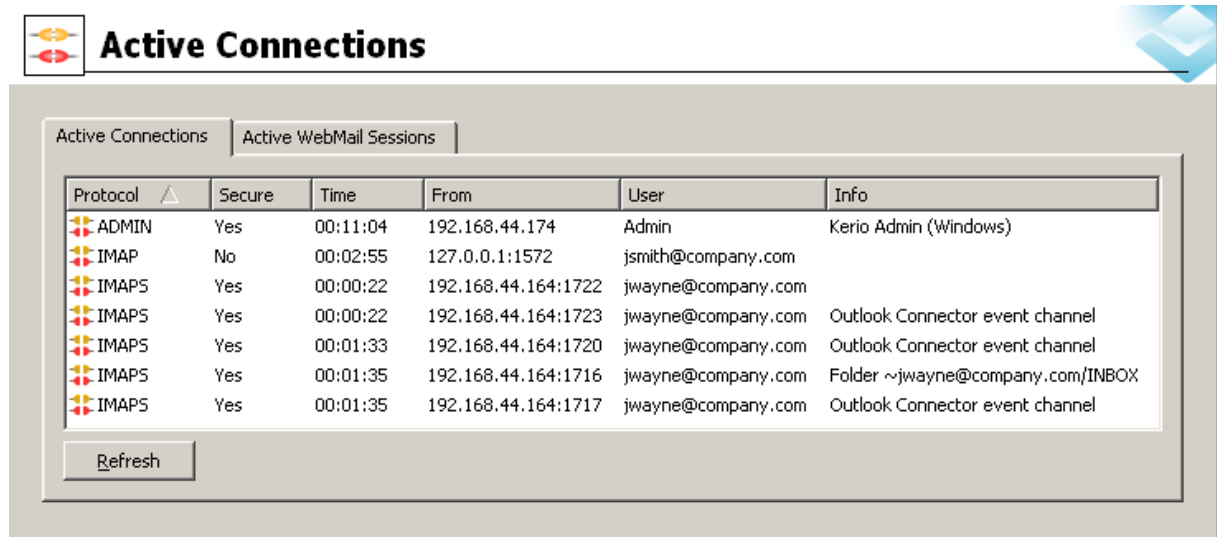 Active Connections
Active Connections Active WebMail Sessions
Protocol Secure Time From User Info
ADMIN Yes 00:11:04 192.168.44.174 Admin Kerio Admin (Windows)
IMAP No 00:02:55 127.0.0.1:1572 jsmith@company.com
IMAPS Yes 00:00:22 192.168.44.164:1722 jwayne@company.com
IMAPS Yes 00:00:22 192.168.44.164:1723 jwayne@company.com Outlook Connector event channel
IMAPS Yes 00:01:33 192.168.44.164:1720 jwayne@company.com Outlook Connector event channel
IMAPS Yes 00:01:35 192.168.44.164:1716 jwayne@company.com Folder ~jwayne@company.com/INBOX
IMAPS Yes 00:01:35 192.168.44.164:1717 jwayne@company.com Outlook Connector event channel
Refresh